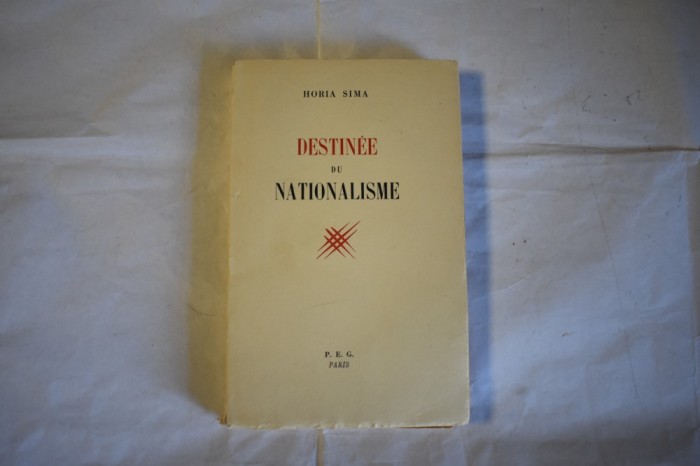 HORIA SIMA
DESTINÉE
DU
NATIONALISME
P. E. G.
PARIS